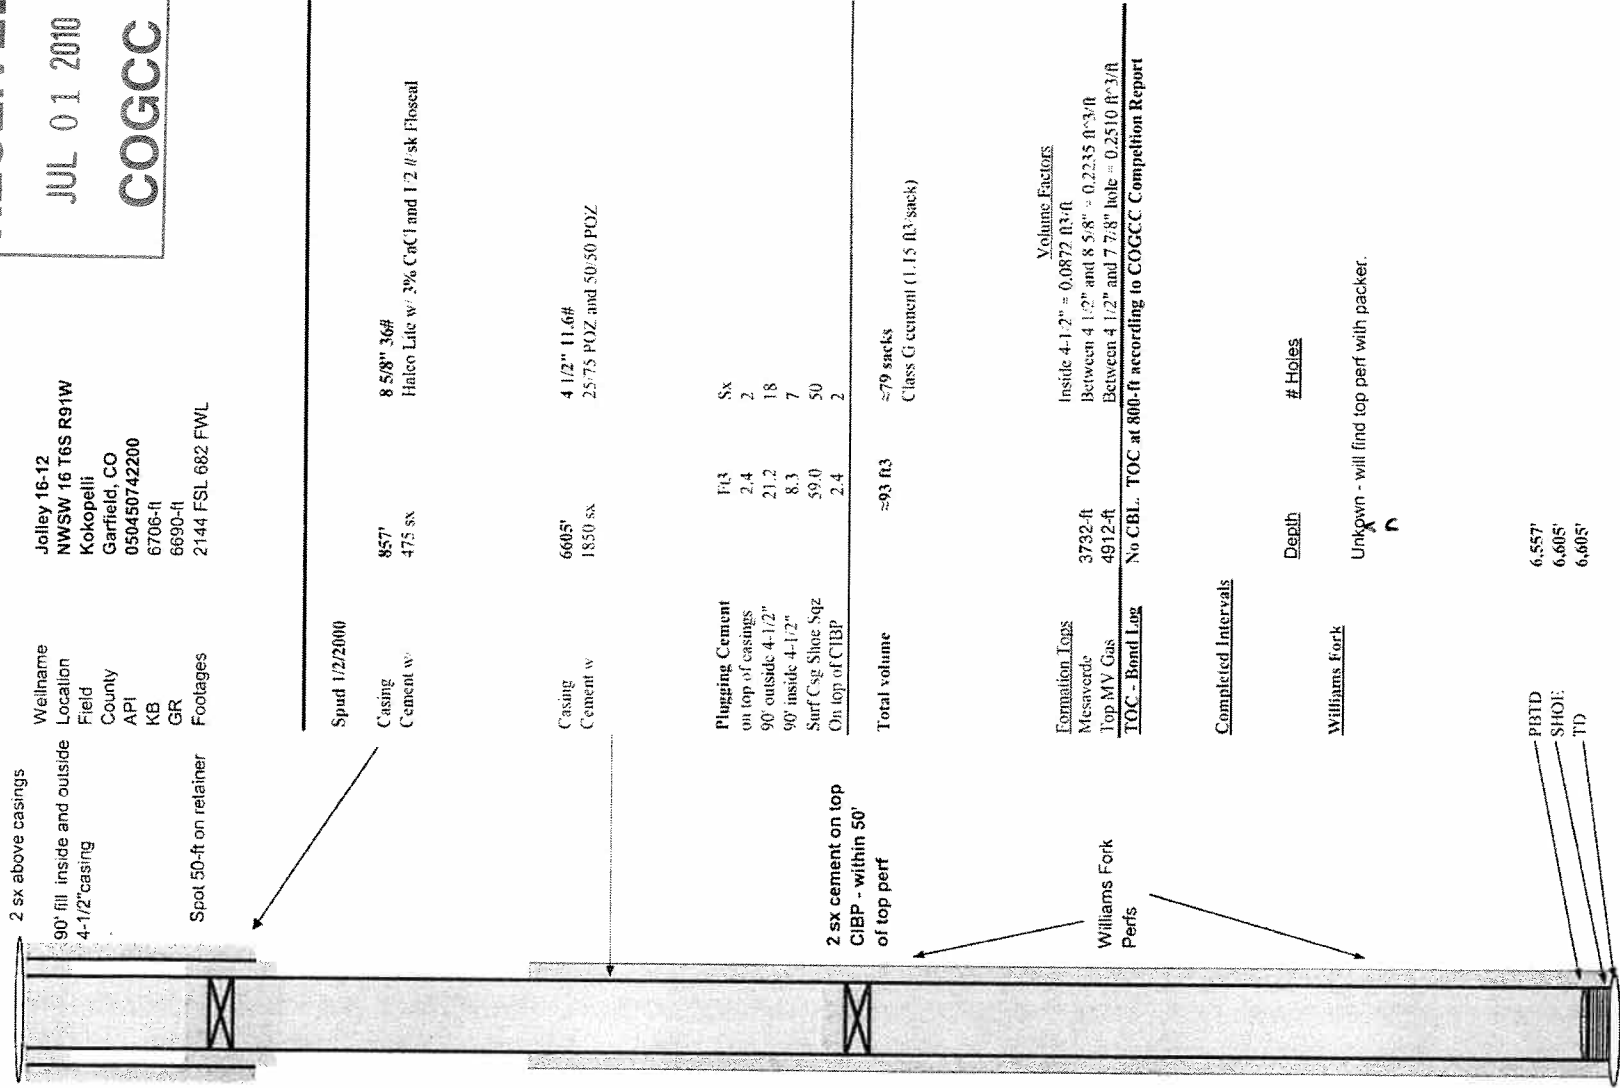 JUL 01 2010
COGCC
2 sx above casings
90' fill inside and outside
4-1/2"casing
Spot 50-ft on retainer
Wellname Jolley 16-12
Location NWSW 16 T6S R91W
Field Kokopelli
County Garfield, CO
API 05045074220​0
KB 6706-ft
GR 6690-ft
Footages 2144 FSL 682 FWL
Spud 1/2/2000
Casing 857' 8 5/8" 36#
Cement w/ 475 sx Halco Lite w/ 3% CaCl and 1/2 #/sk Floseal
Casing 6605' 4 1/2" 11.6#
Cement w 1850 sx 25/75 POZ and 50/50 POZ
Plugging Cement Ft3 Sx
on top of casings 2.4 2
90' outside 4-1/2" 21.2 18
90' inside 4-1/2" 8.3 7
Surf Csg Shoe Sqz 59.0 50
On top of CIBP 2.4 2
Total volume ≈93 ft3 ≈79 sacks
Class G cement (1.15 ft3/sack)
2 sx cement on top
CIBP - within 50'
of top perf
Volume Factors
Formation Tops Inside 4-1/2" = 0.0872 ft3/ft
Mesaverde 3732-ft Between 4 1/2" and 8 5/8" = 0.2235 ft^3/ft
Top MV Gas 4912-ft Between 4 1/2" and 7 7/8" hole = 0.2510 ft^3/ft
TOC - Bond Log No CBL. TOC at 800-ft according to COGCC Compeltion Report
Williams Fork
Perfs
Completed Intervals
Depth # Holes
Williams Fork Unkown - will find top perf with packer.
n
PBTD 6,557'
SHOE 6,605'
TD 6,605'